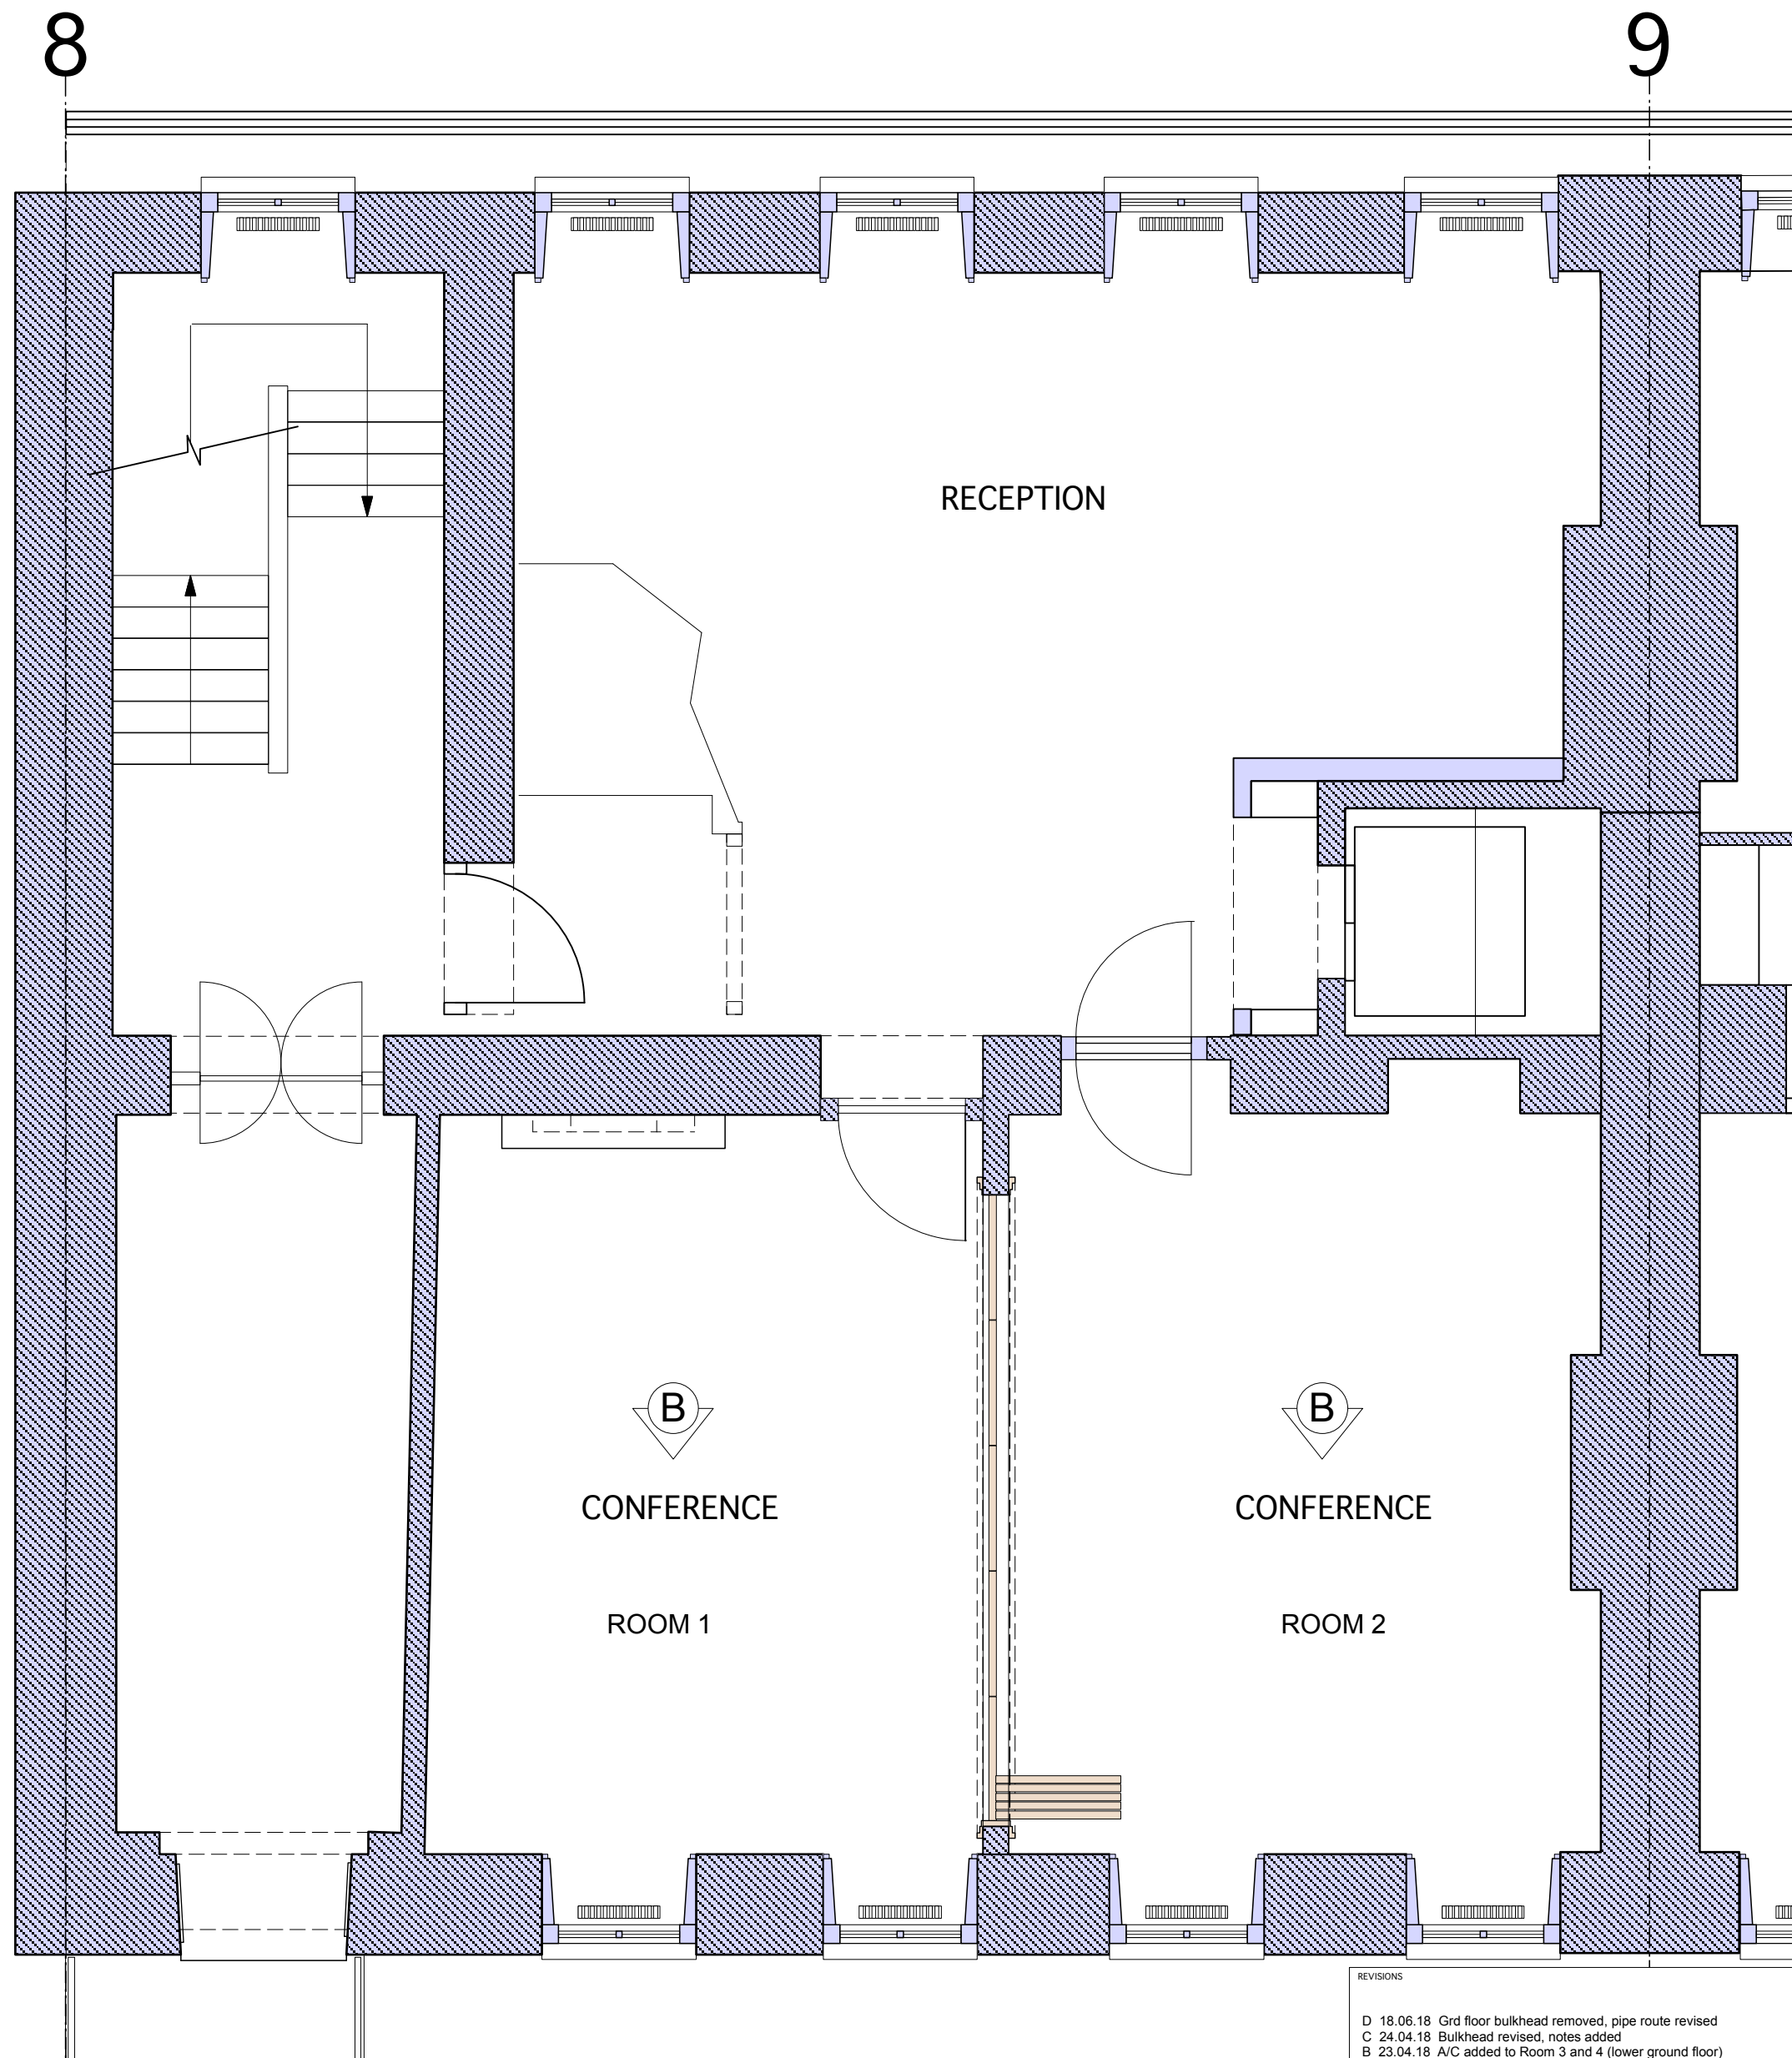 8
9
RECEPTION
B
B
CONFERENCE
CONFERENCE
ROOM 1
ROOM 2
REVISIONS
D 18.06.18 Grd floor bulkhead removed, pipe route revised
C 24.04.18 Bulkhead revised, notes added
B 23.04.18 A/C added to Room 3 and 4 (lower ground floor)